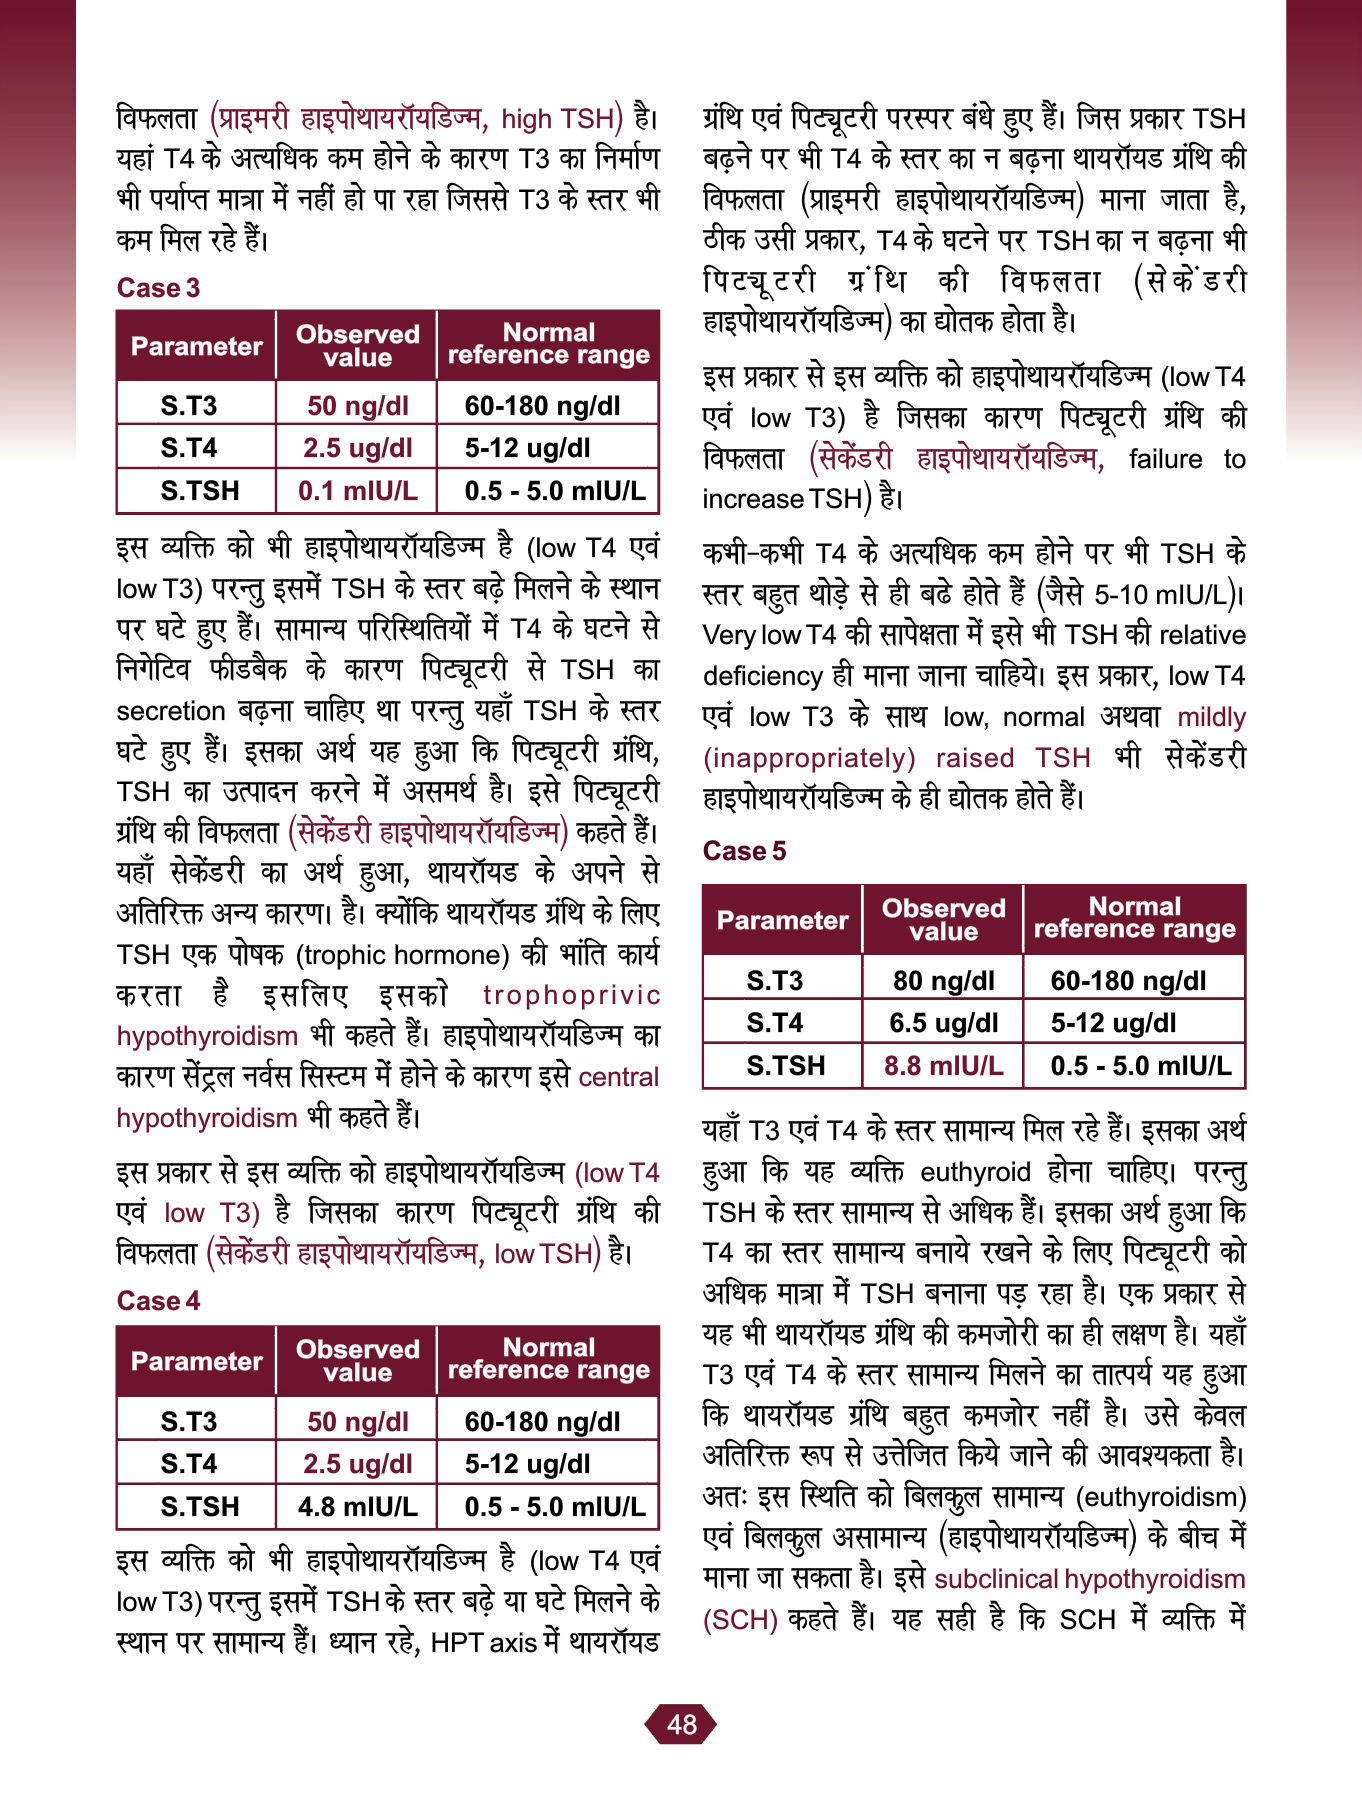 विफलता (प्राइमरी हाइपोथायरॉयडिज्म, high TSH) है।
यहां T4 के अत्यधिक कम होने के कारण T3 का निर्माण
भी पर्याप्त मात्रा में नहीं हो पा रहा जिससे T3 के स्तर भी
कम मिल रहे हैं।
Case 3
Parameter Observed value Normal reference range
S.T3 50 ng/dl 60-180 ng/dl
S.T4 2.5 ug/dl 5-12 ug/dl
S.TSH 0.1 mIU/L 0.5 - 5.0 mIU/L
इस व्यक्ति को भी हाइपोथायरॉयडिज्म है (low T4 एवं
low T3) परन्तु इसमें TSH के स्तर बढ़े मिलने के स्थान
पर घटे हुए हैं। सामान्य परिस्थितियों में T4 के घटने से
निगेटिव फीडबैक के कारण पिट्यूटरी से TSH का
secretion बढ़ना चाहिए था परन्तु यहाँ TSH के स्तर
घटे हुए हैं। इसका अर्थ यह हुआ कि पिट्यूटरी ग्रंथि,
TSH का उत्पादन करने में असमर्थ है। इसे पिट्यूटरी
ग्रंथि की विफलता (सेकेंडरी हाइपोथायरॉयडिज्म) कहते हैं।
यहाँ सेकेंडरी का अर्थ हुआ, थायरॉयड के अपने से
अतिरिक्त अन्य कारण। है। क्योंकि थायरॉयड ग्रंथि के लिए
TSH एक पोषक (trophic hormone) की भांति कार्य
करता है इसलिए इसको trophoprivic
hypothyroidism भी कहते हैं। हाइपोथायरॉयडिज्म का
कारण सेंट्रल नर्वस सिस्टम में होने के कारण इसे central
hypothyroidism भी कहते हैं।
इस प्रकार से इस व्यक्ति को हाइपोथायरॉयडिज्म (low T4
एवं low T3) है जिसका कारण पिट्यूटरी ग्रंथि की
विफलता (सेकेंडरी हाइपोथायरॉयडिज्म, low TSH) है।
Case 4
Parameter Observed value Normal reference range
S.T3 50 ng/dl 60-180 ng/dl
S.T4 2.5 ug/dl 5-12 ug/dl
S.TSH 4.8 mIU/L 0.5 - 5.0 mIU/L
इस व्यक्ति को भी हाइपोथायरॉयडिज्म है (low T4 एवं
low T3) परन्तु इसमें TSH के स्तर बढ़े या घटे मिलने के
स्थान पर सामान्य हैं। ध्यान रहे, HPT axis में थायरॉयड
ग्रंथि एवं पिट्यूटरी परस्पर बंधे हुए हैं। जिस प्रकार TSH
बढ़ने पर भी T4 के स्तर का न बढ़ना थायरॉयड ग्रंथि की
विफलता (प्राइमरी हाइपोथायरॉयडिज्म) माना जाता है,
ठीक उसी प्रकार, T4 के घटने पर TSH का न बढ़ना भी
पिट्यूटरी ग्रंथि की विफलता (सेकेंडरी
हाइपोथायरॉयडिज्म) का द्योतक होता है।
इस प्रकार से इस व्यक्ति को हाइपोथायरॉयडिज्म (low T4
एवं low T3) है जिसका कारण पिट्यूटरी ग्रंथि की
विफलता (सेकेंडरी हाइपोथायरॉयडिज्म, failure to
increase TSH) है।
कभी-कभी T4 के अत्यधिक कम होने पर भी TSH के
स्तर बहुत थोड़े से ही बढे होते हैं (जैसे 5-10 mIU/L)।
Very low T4 की सापेक्षता में इसे भी TSH की relative
deficiency ही माना जाना चाहिये। इस प्रकार, low T4
एवं low T3 के साथ low, normal अथवा mildly
(inappropriately) raised TSH भी सेकेंडरी
हाइपोथायरॉयडिज्म के ही द्योतक होते हैं।
Case 5
Parameter Observed value Normal reference range
S.T3 80 ng/dl 60-180 ng/dl
S.T4 6.5 ug/dl 5-12 ug/dl
S.TSH 8.8 mIU/L 0.5 - 5.0 mIU/L
यहाँ T3 एवं T4 के स्तर सामान्य मिल रहे हैं। इसका अर्थ
हुआ कि यह व्यक्ति euthyroid होना चाहिए। परन्तु
TSH के स्तर सामान्य से अधिक हैं। इसका अर्थ हुआ कि
T4 का स्तर सामान्य बनाये रखने के लिए पिट्यूटरी को
अधिक मात्रा में TSH बनाना पड़ रहा है। एक प्रकार से
यह भी थायरॉयड ग्रंथि की कमजोरी का ही लक्षण है। यहाँ
T3 एवं T4 के स्तर सामान्य मिलने का तात्पर्य यह हुआ
कि थायरॉयड ग्रंथि बहुत कमजोर नहीं है। उसे केवल
अतिरिक्त रूप से उत्तेजित किये जाने की आवश्यकता है।
अतः इस स्थिति को बिलकुल सामान्य (euthyroidism)
एवं बिलकुल असामान्य (हाइपोथायरॉयडिज्म) के बीच में
माना जा सकता है। इसे subclinical hypothyroidism
(SCH) कहते हैं। यह सही है कि SCH में व्यक्ति में
48